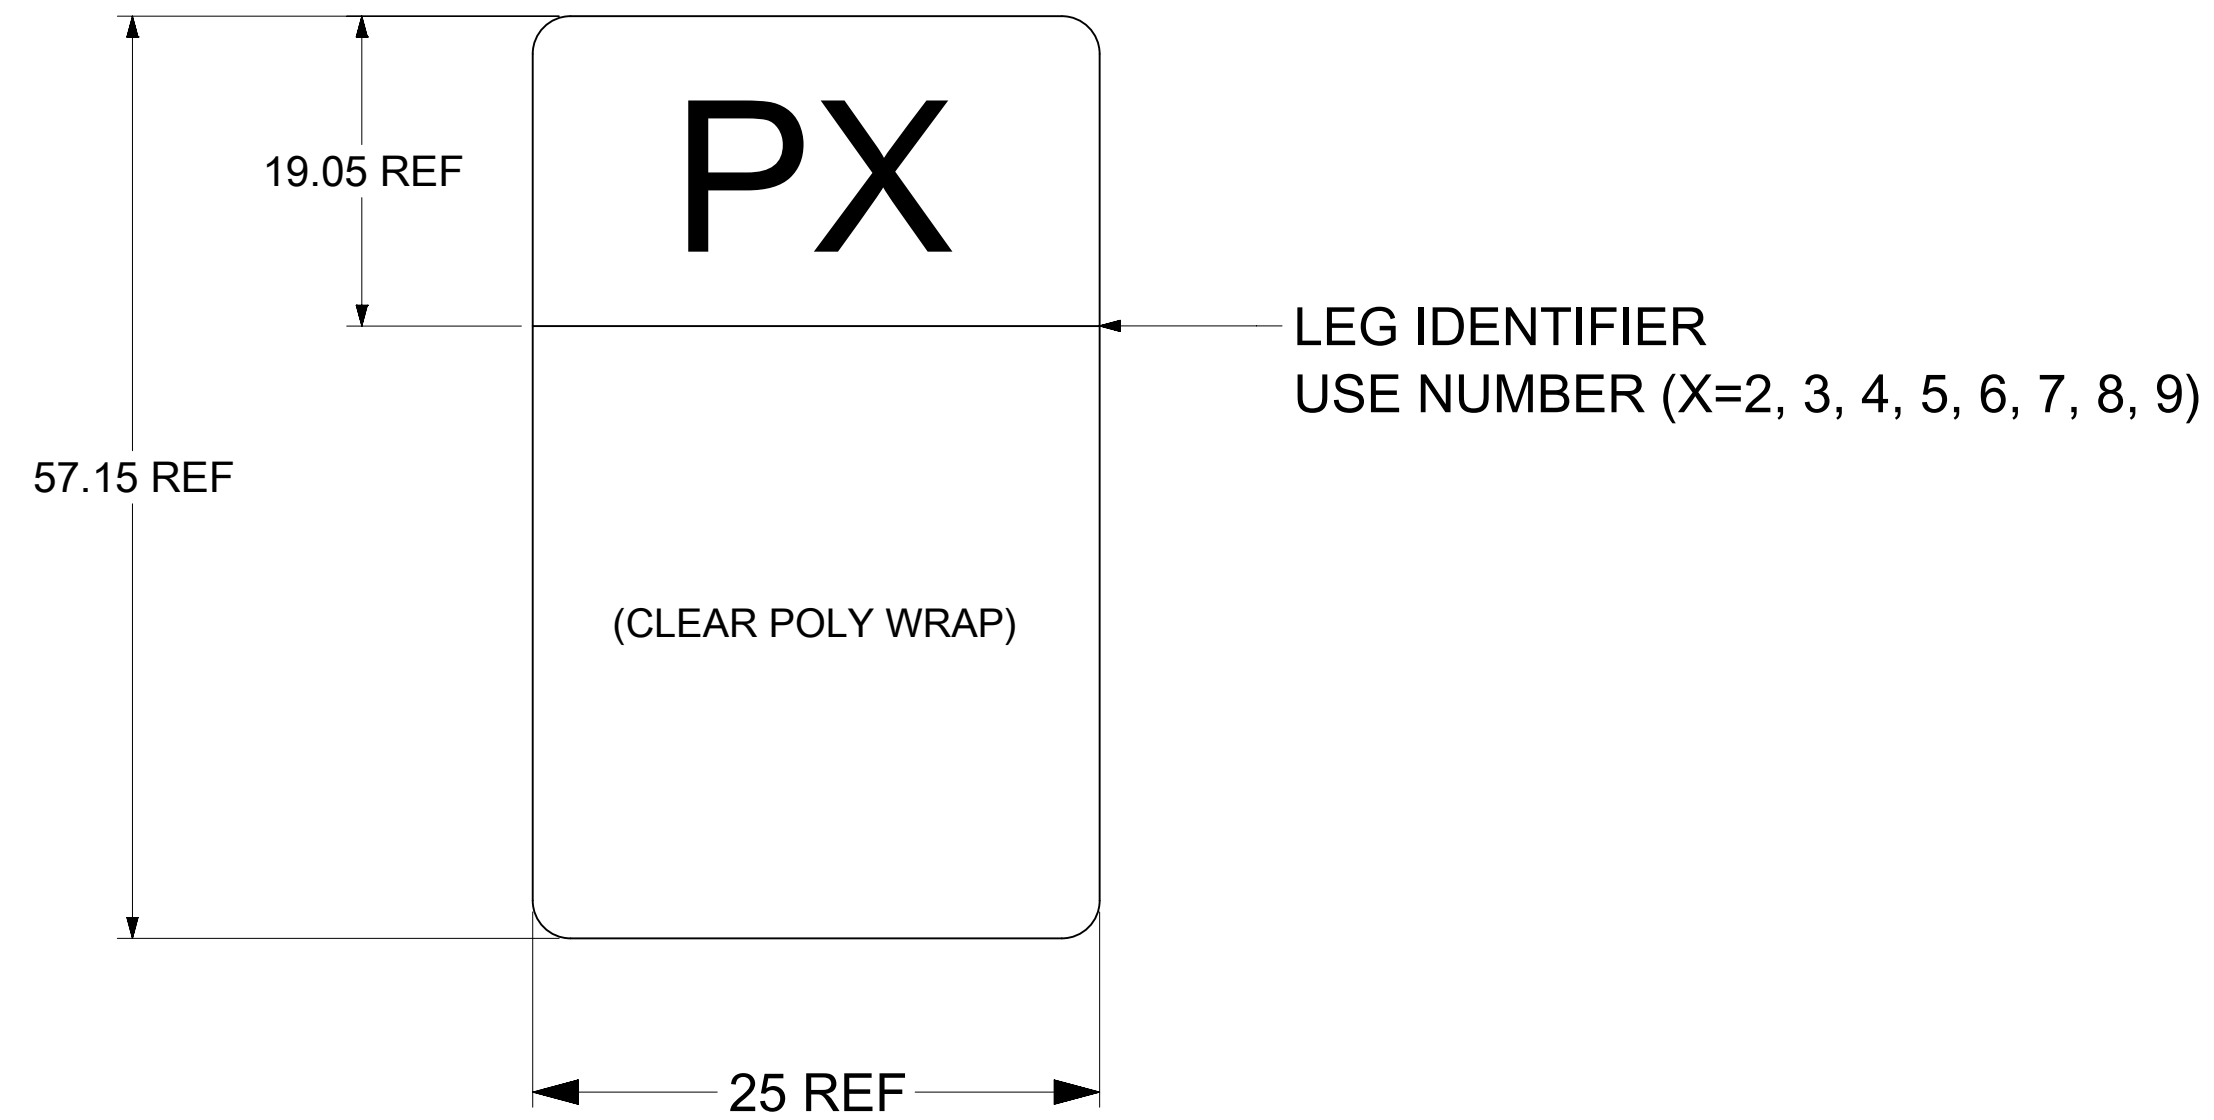 PX
19.05 REF
LEG IDENTIFIER
USE NUMBER (X=2, 3, 4, 5, 6, 7, 8, 9)
57.15 REF
(CLEAR POLY WRAP)
25 REF